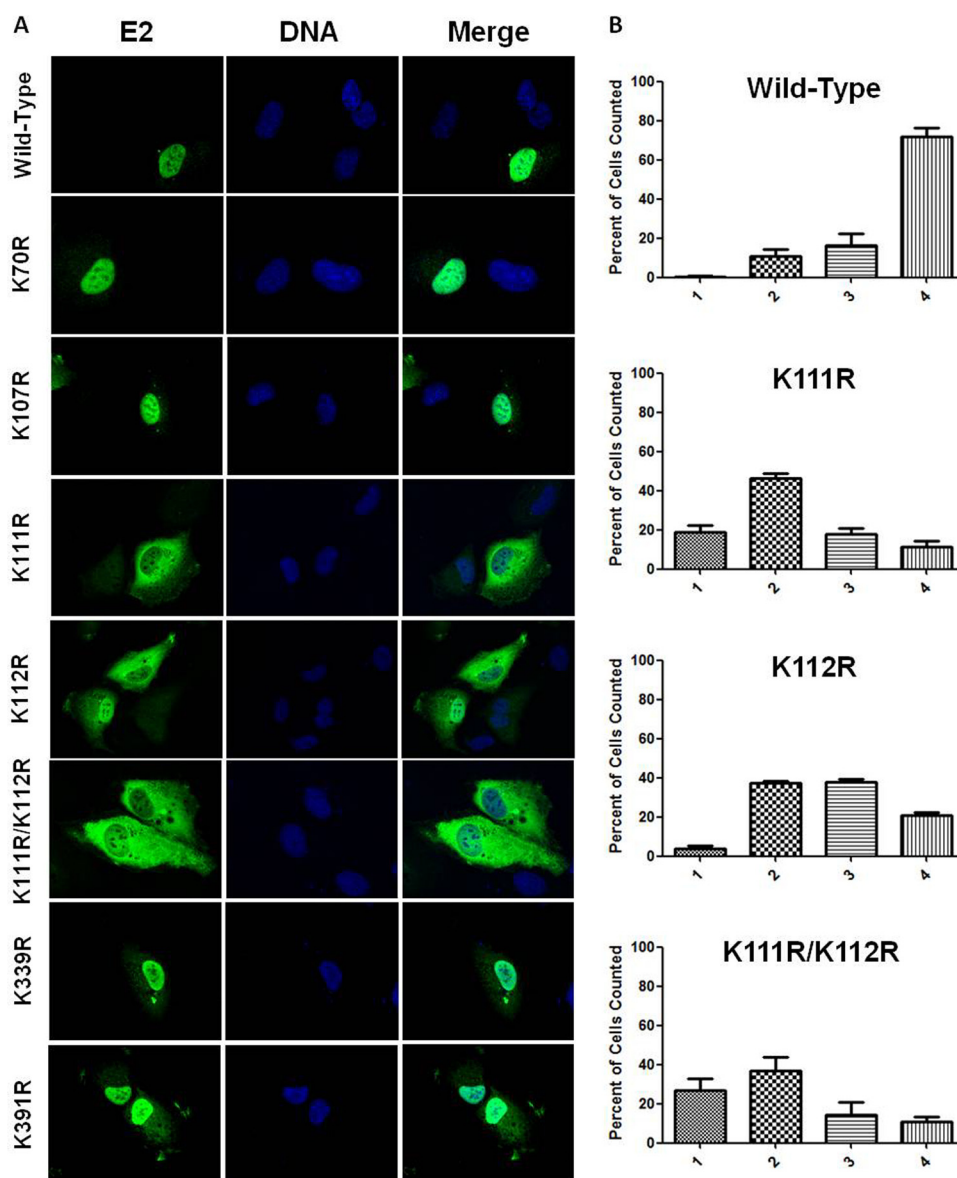 A
E2 DNA Merge
Wild-Type
K70R
K107R
K111R
K112R
K111R/K112R
K339R
K391R
B
Wild-Type
Percent of Cells Counted
100
80
60
40
20
0
1 2 3 4
K111R
Percent of Cells Counted
100
80
60
40
20
0
1 2 3 4
K112R
Percent of Cells Counted
100
80
60
40
20
0
1 2 3 4
K111R/K112R
Percent of Cells Counted
100
80
60
40
20
0
1 2 3 4